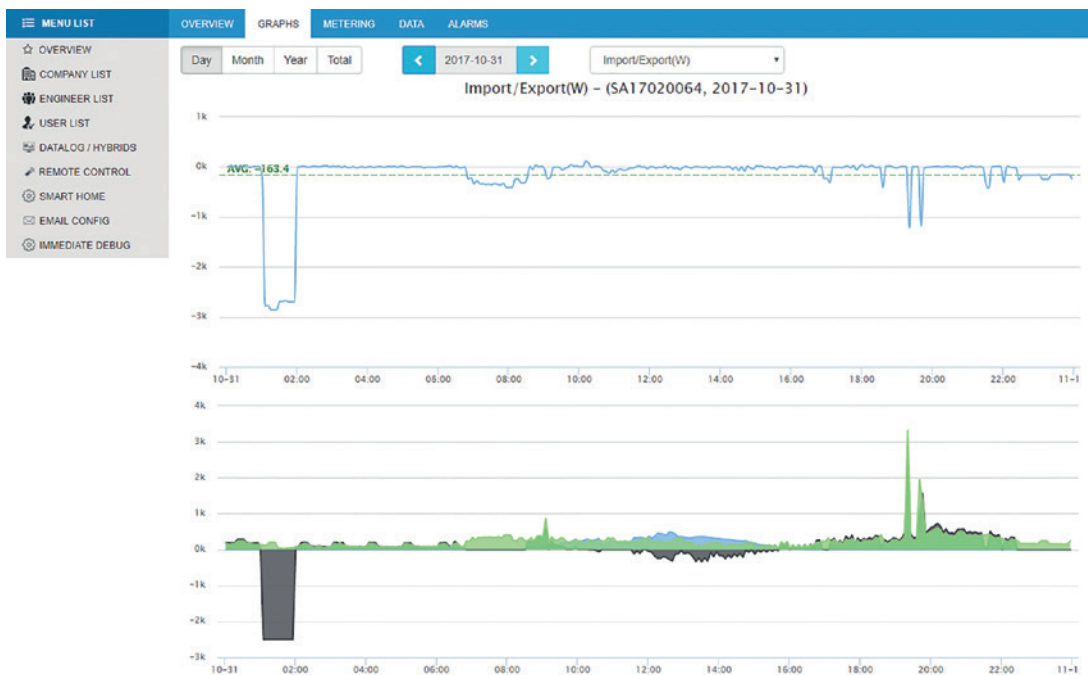 MENU LIST
OVERVIEW GRAPHS METERING DATA ALARMS
OVERVIEW
COMPANY LIST
ENGINEER LIST
USER LIST
DATALOG / HYBRIDS
REMOTE CONTROL
SMART HOME
EMAIL CONFIG
IMMEDIATE DEBUG
Day Month Year Total
2017-10-31
Import/Export(W)
Import/Export(W) - (SA17020064, 2017-10-31)
1k
0k
AVG: -163.4
-1k
-2k
-3k
-4k
10-31 02:00 04:00 06:00 08:00 10:00 12:00 14:00 16:00 18:00 20:00 22:00 11-1
4k
3k
2k
1k
0k
-1k
-2k
-3k
10-31 02:00 04:00 06:00 08:00 10:00 12:00 14:00 16:00 18:00 20:00 22:00 11-1